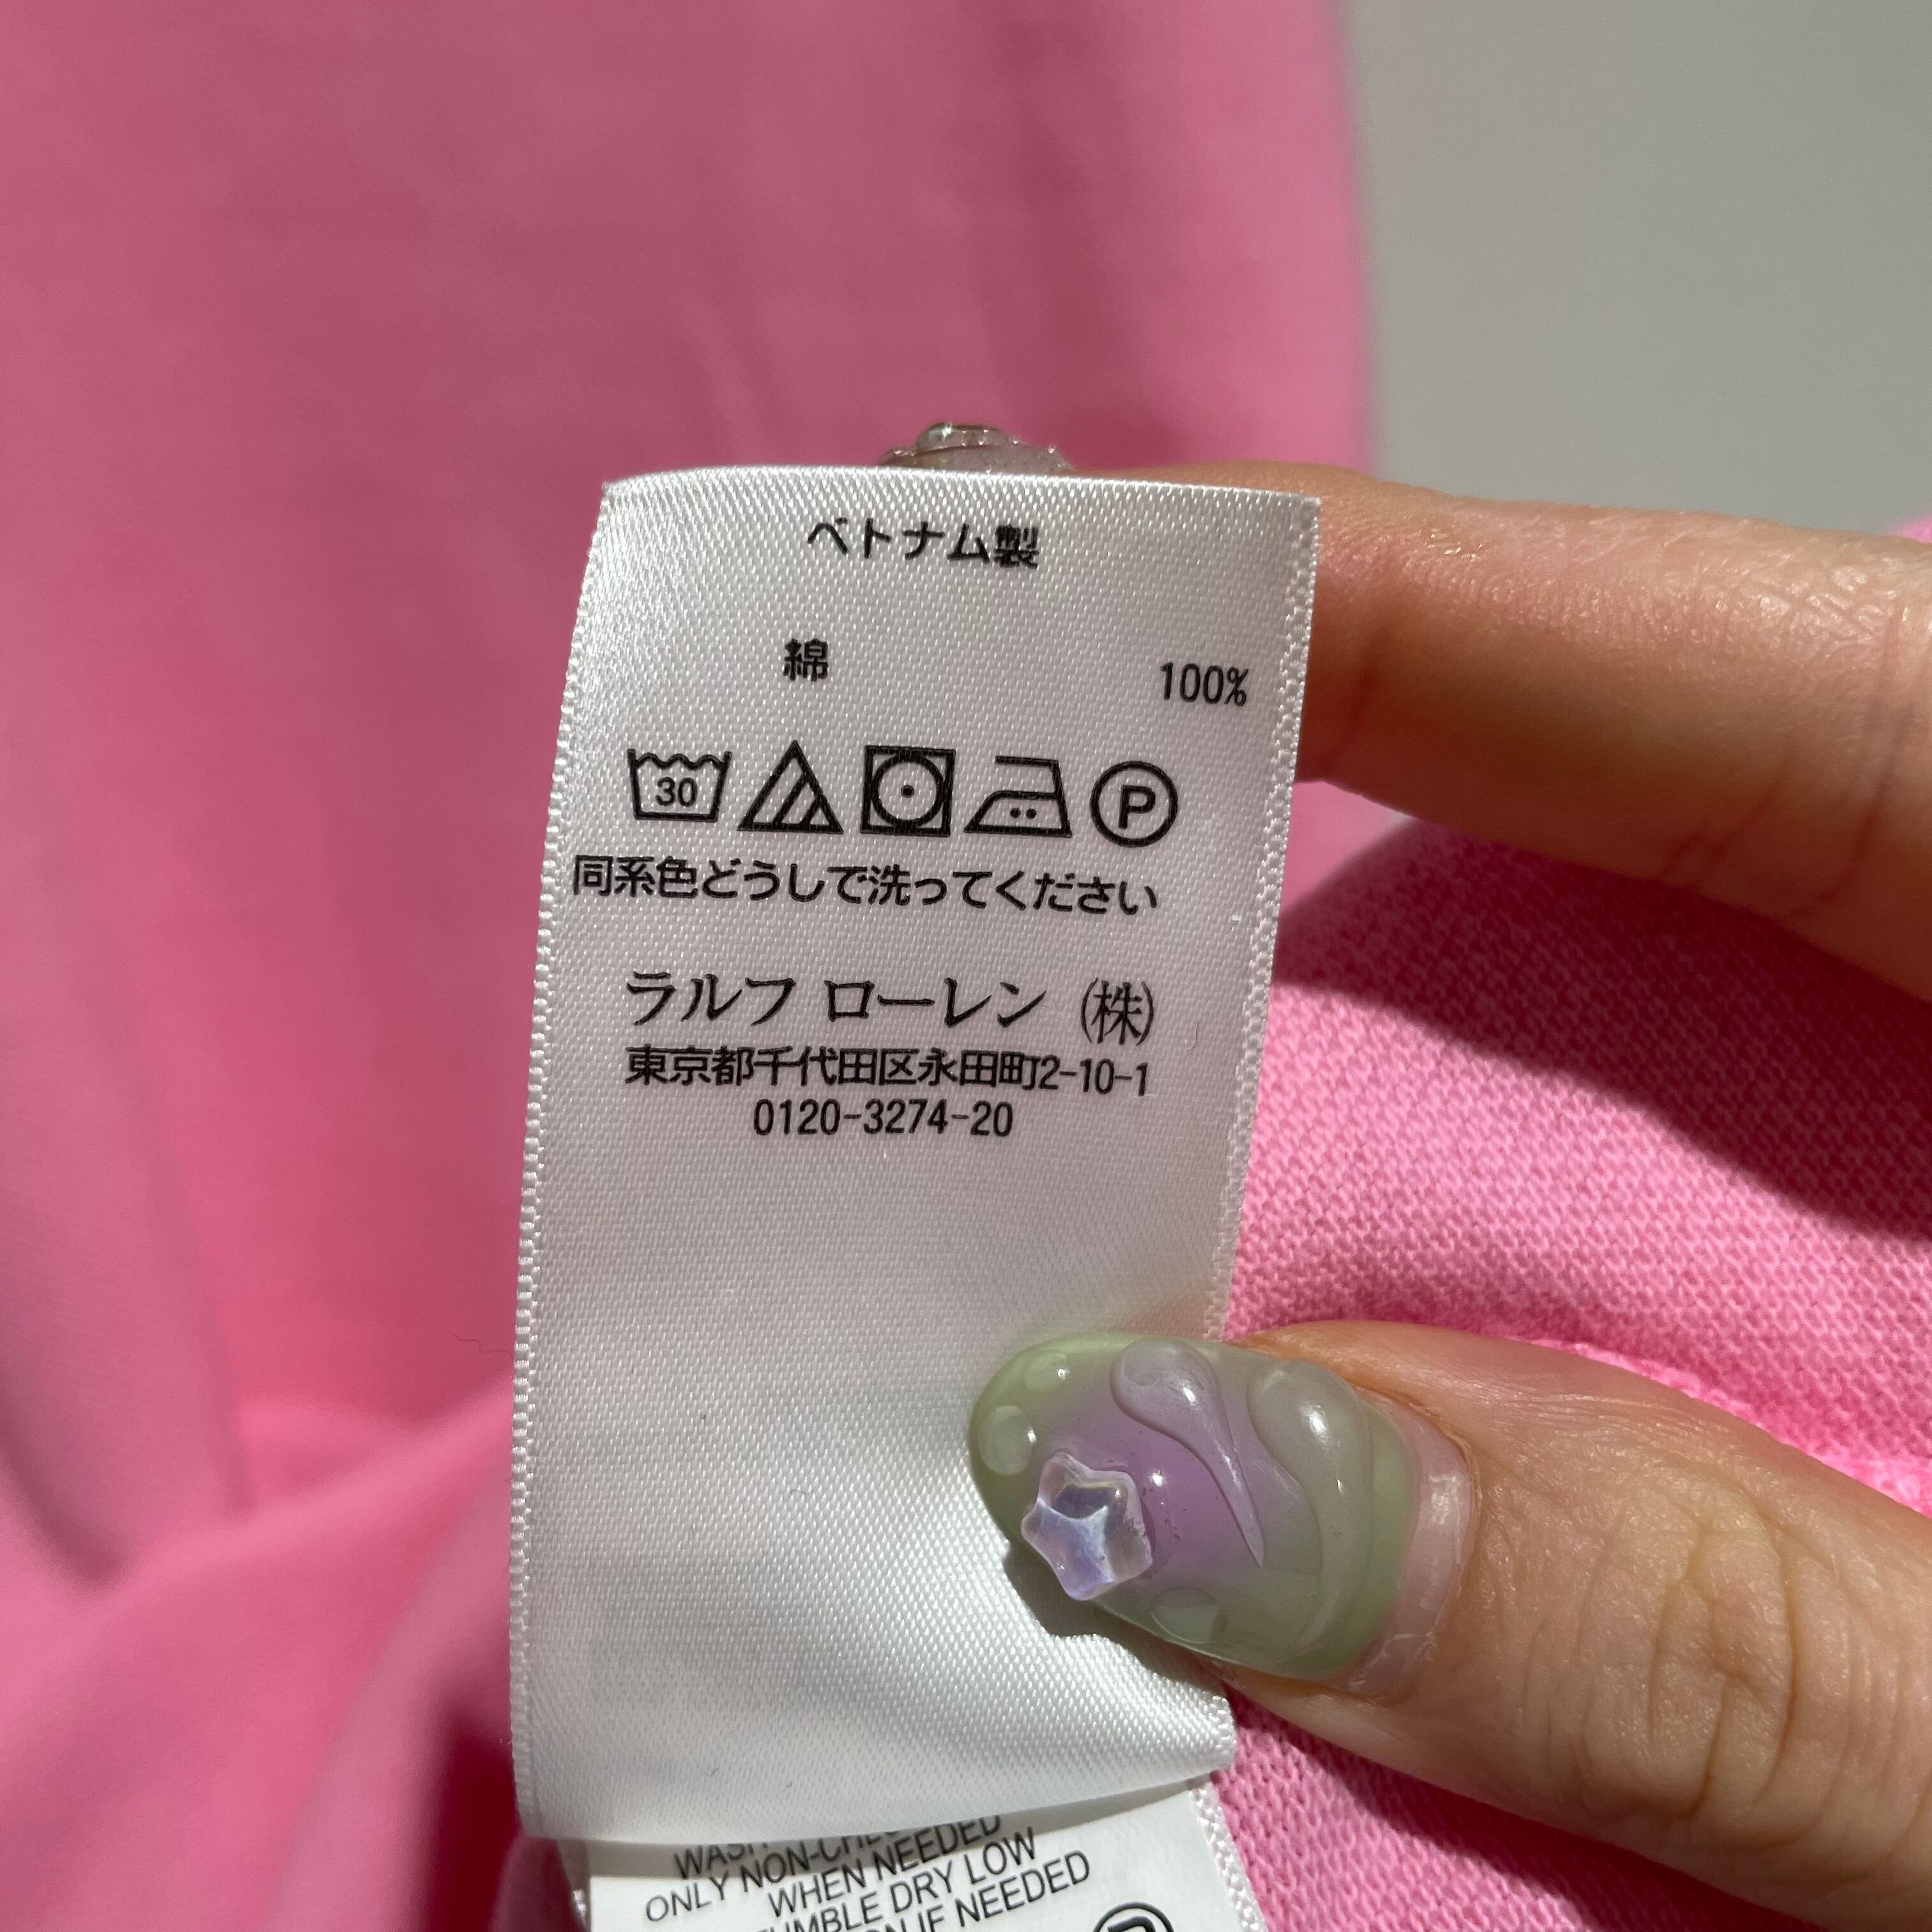 ベトナム製
綿 100%
30 P
同系色どうしで洗ってください
ラルフ ローレン (株)
東京都千代田区永田町2-10-1
0120-3274-20
ONLY NON-
WHEN NEEDED
TUMBLE DRY LOW
IF NEEDED